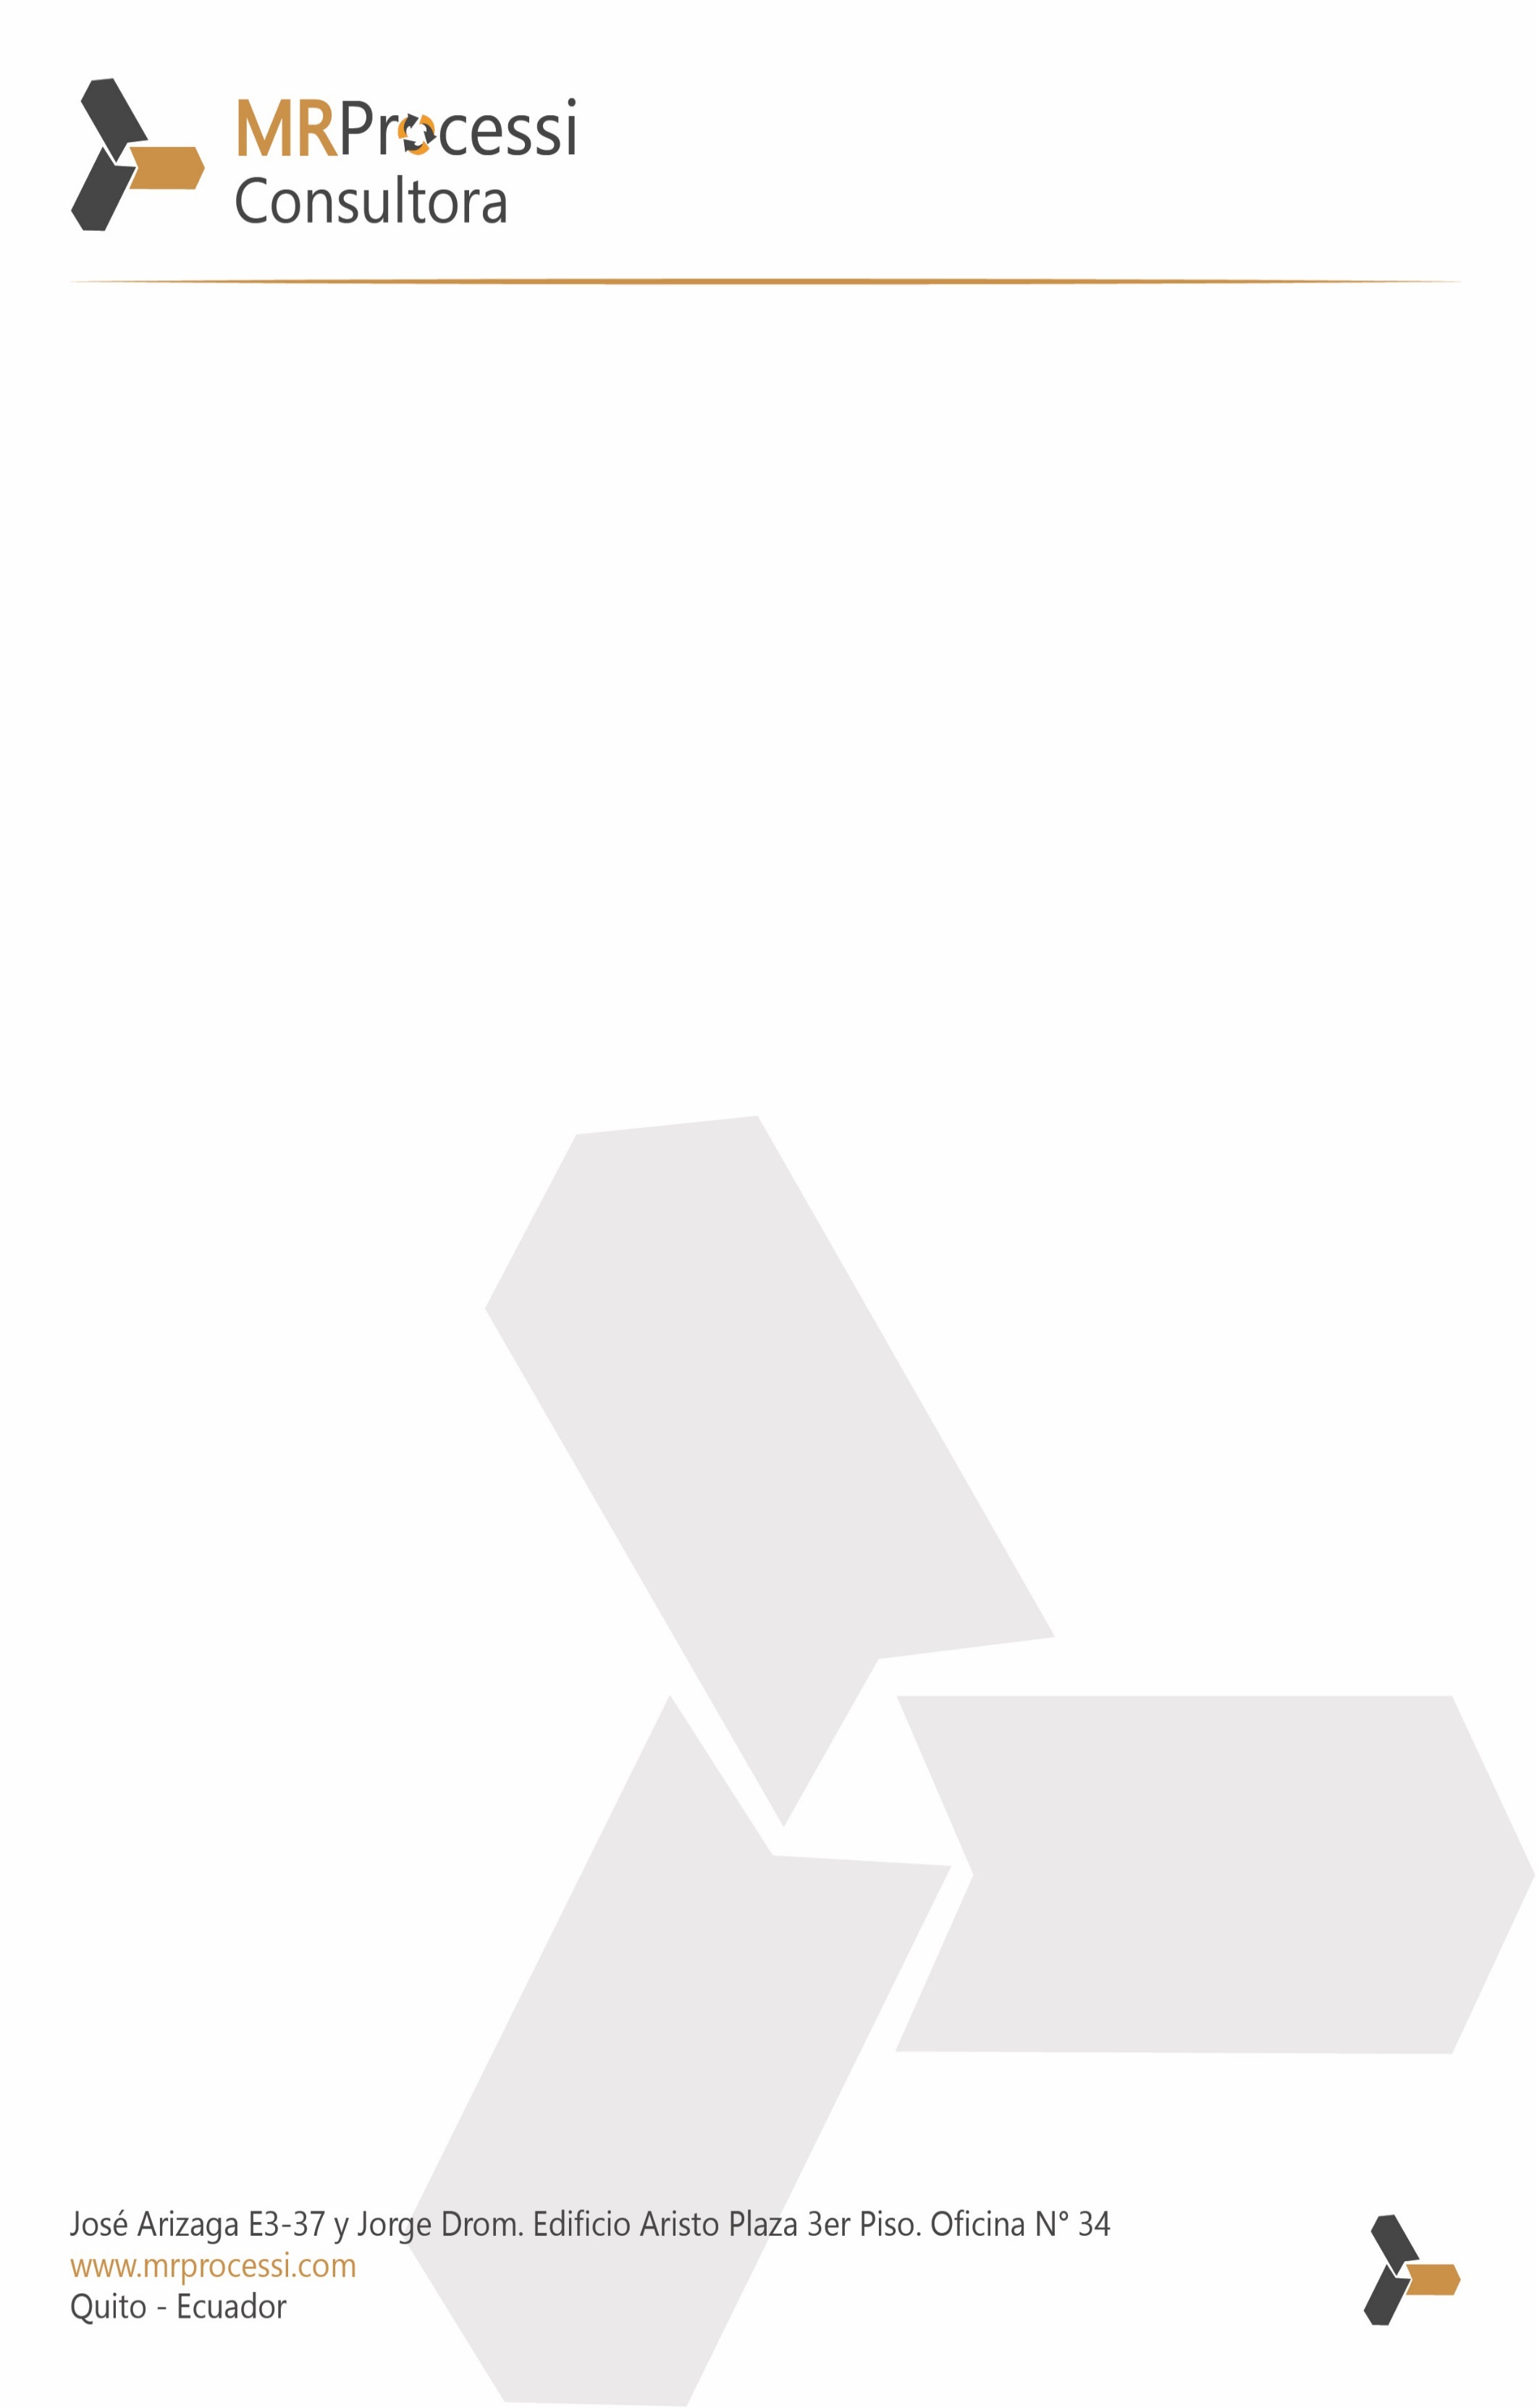 MRProcessi
Consultora
José Arizaga E3-37 y Jorge Drom. Edificio Aristo Plaza 3er Piso. Oficina N° 34
www.mrprocessi.com
Quito - Ecuador